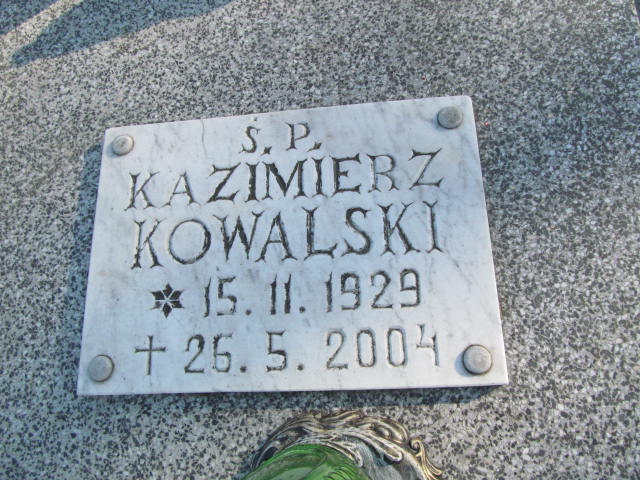 Ś. P.
KAZIMIERZ
KOWALSKI
15. 11. 1929
26. 5. 2004